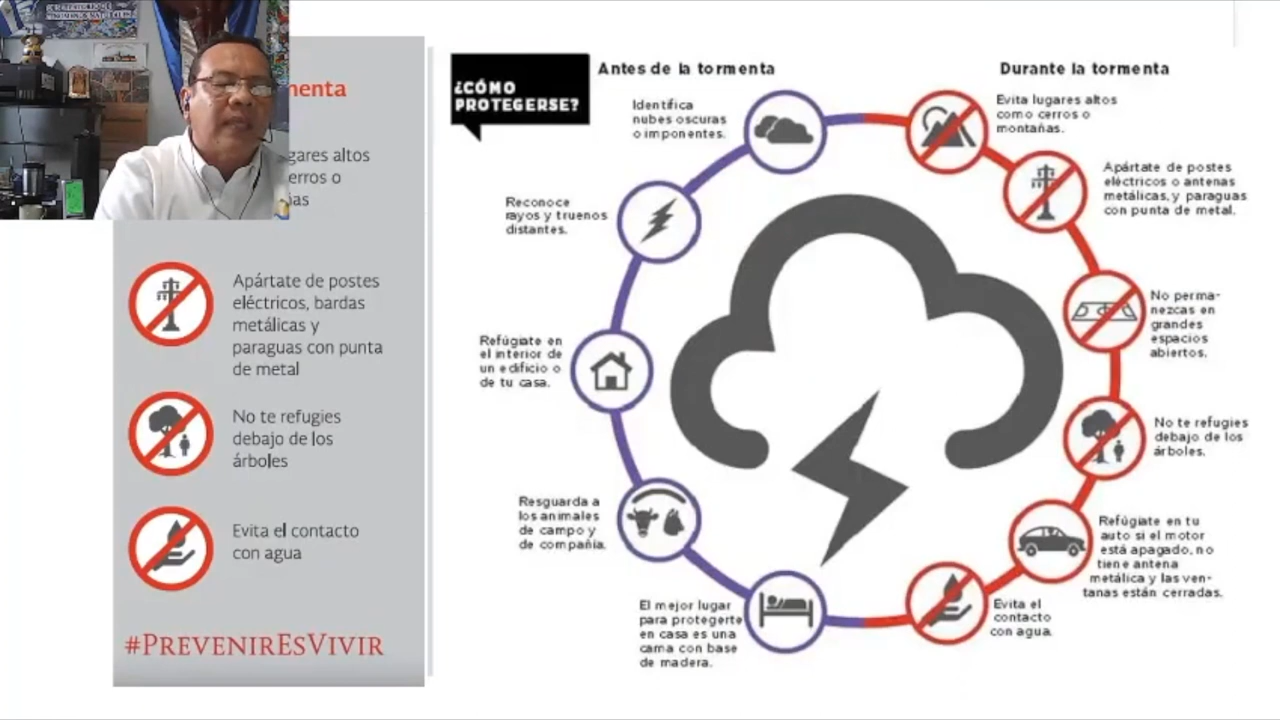 menta
gares altos
erros o
ñas
Apártate de postes
eléctricos, bardas
metálicas y
paraguas con punta
de metal
No te refugies
debajo de los
árboles
Evita el contacto
con agua
#PREVENIRESVIVIR
¿CÓMO
PROTEGERSE?
Antes de la tormenta
Identifica
nubes oscuras
o imponentes.
Reconoce
rayos y truenos
distantes.
Refúgiate en
el interior de
un edificio o
de tu casa.
Resguarda a
los animales
de campo y
de compañía.
El mejor lugar
para protegerte
en casa es una
cama con base
de madera.
Durante la tormenta
Evita lugares altos
como cerros o
montañas.
Apártate de postes
eléctricos o antenas
metálicas, y paraguas
con punta de metal.
No perma-
nezcas en
grandes
espacios
abiertos.
No te refugies
debajo de los
árboles.
Refúgiate en tu
auto si el motor
está apagado, no
tiene antena
metálica y las ven-
tanas están cerradas.
Evita el
contacto
con agua.